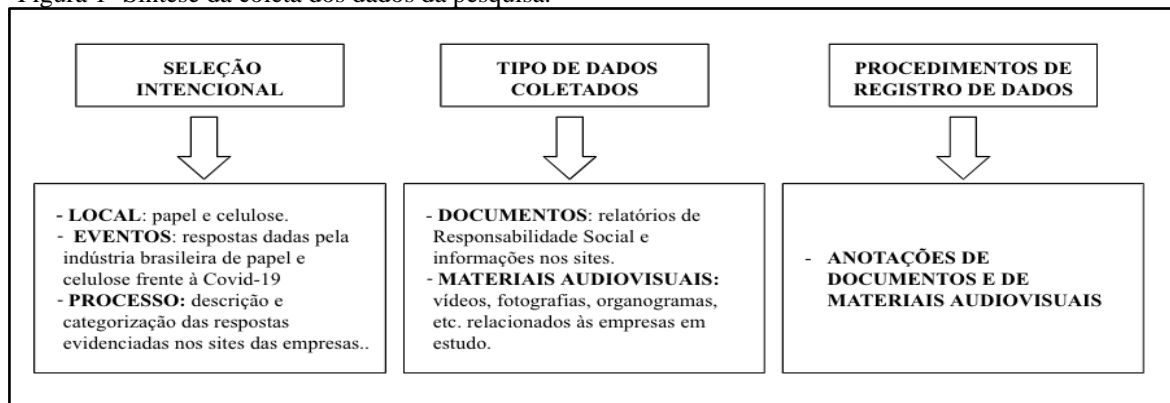 Figura 1- Síntese da coleta dos dados da pesquisa.
SELEÇÃO
INTENCIONAL
- LOCAL: papel e celulose.
- EVENTOS: respostas dadas pela
indústria brasileira de papel e
celulose frente à Covid-19
- PROCESSO: descrição e
categorização das respostas
evidenciadas nos sites das empresas..
TIPO DE DADOS
COLETADOS
- DOCUMENTOS: relatórios de
Responsabilidade Social e
informações nos sites.
- MATERIAIS AUDIOVISUAIS:
vídeos, fotografias, organogramas,
etc. relacionados às empresas em
estudo.
PROCEDIMENTOS DE
REGISTRO DE DADOS
- ANOTAÇÕES DE
DOCUMENTOS E DE
MATERIAIS AUDIOVISUAIS